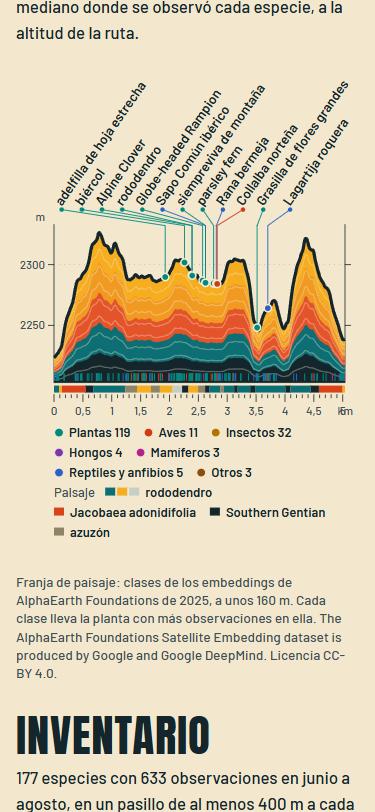 mediano donde se observó cada especie, a la
altitud de la ruta.
adelfilla de hoja estrecha
biércol
Alpine Clover
rododendro
Globe-headed Rampion
Sapo Común Ibérico
siempreviva de montaña
parsley fern
Rana bermeja
Collalba norteña
Grasilla de flores grandes
Lagartija roquera
m
2300
2250
0 0,5 1 1,5 2 2,5 3 3,5 4 4,5 km
Plantas 119 Aves 11 Insectos 32
Hongos 4 Mamíferos 3
Reptiles y anfibios 5 Otros 3
Paisaje rododendro
Jacobaea adonidifolia Southern Gentian
azuzón
Franja de paisaje: clases de los embeddings de
AlphaEarth Foundations de 2025, a unos 160 m. Cada
clase lleva la planta con más observaciones en ella. The
AlphaEarth Foundations Satellite Embedding dataset is
produced by Google and Google DeepMind. Licencia CC-
BY 4.0.
INVENTARIO
177 especies con 633 observaciones en junio a
agosto, en un pasillo de al menos 400 m a cada